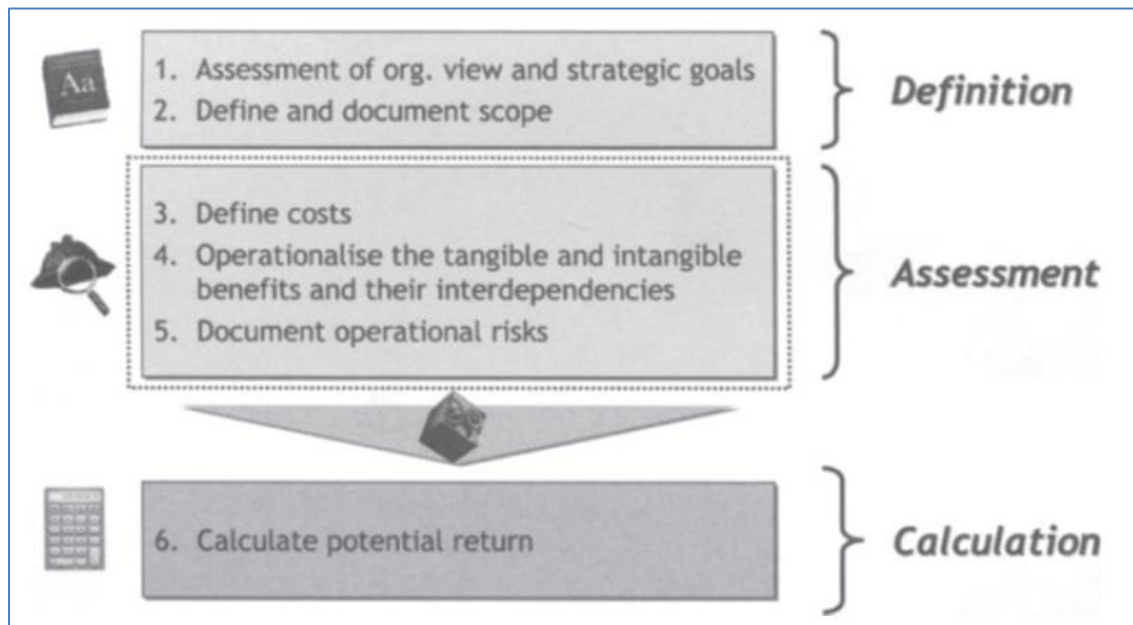 Aa
1. Assessment of org. view and strategic goals
2. Define and document scope
Definition
3. Define costs
4. Operationalise the tangible and intangible
benefits and their interdependencies
5. Document operational risks
Assessment
6. Calculate potential return
Calculation